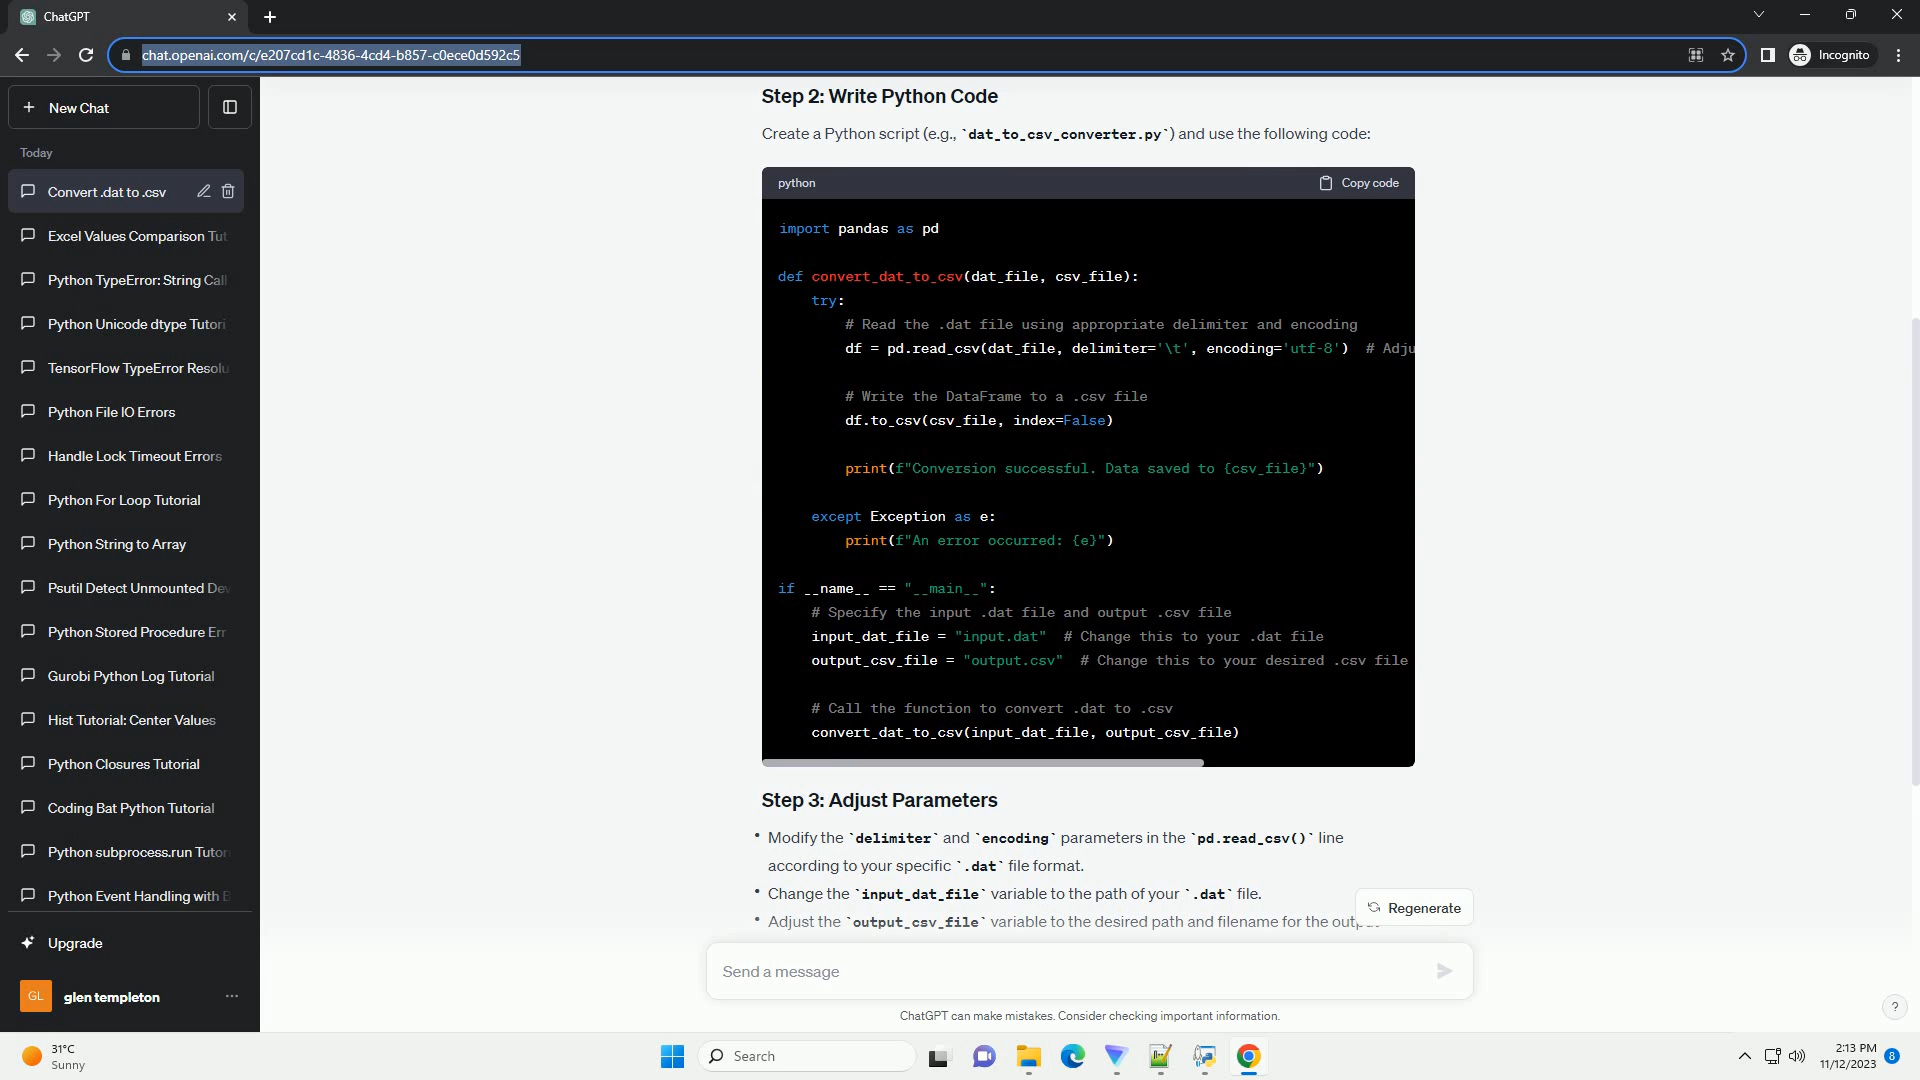 ChatGPT
chat.openai.com/c/e207cd1c-4836-4cd4-b857-c0ece0d592c5
Incognito
New Chat
Today
Convert .dat to .csv
Excel Values Comparison Tut
Python TypeError: String Call
Python Unicode dtype Tutori
TensorFlow TypeError Resolu
Python File IO Errors
Handle Lock Timeout Errors
Python For Loop Tutorial
Python String to Array
Psutil Detect Unmounted Dev
Python Stored Procedure Err
Gurobi Python Log Tutorial
Hist Tutorial: Center Values
Python Closures Tutorial
Coding Bat Python Tutorial
Python subprocess.run Tutor
Python Event Handling with E
Upgrade
GL
glen templeton
Step 2: Write Python Code
Create a Python script (e.g., `dat_to_csv_converter.py`) and use the following code:
python
Copy code
import pandas as pd
def convert_dat_to_csv(dat_file, csv_file):
try:
# Read the .dat file using appropriate delimiter and encoding
df = pd.read_csv(dat_file, delimiter='\t', encoding='utf-8')  # Adju
# Write the DataFrame to a .csv file
df.to_csv(csv_file, index=False)
print(f"Conversion successful. Data saved to {csv_file}")
except Exception as e:
print(f"An error occurred: {e}")
if __name__ == "__main__":
# Specify the input .dat file and output .csv file
input_dat_file = "input.dat"  # Change this to your .dat file
output_csv_file = "output.csv"  # Change this to your desired .csv file
# Call the function to convert .dat to .csv
convert_dat_to_csv(input_dat_file, output_csv_file)
Step 3: Adjust Parameters
• Modify the `delimiter` and `encoding` parameters in the `pd.read_csv()` line
according to your specific `.dat` file format.
• Change the `input_dat_file` variable to the path of your `.dat` file.
• Adjust the `output_csv_file` variable to the desired path and filename for the output
Regenerate
Send a message
ChatGPT can make mistakes. Consider checking important information.
?
31°C
Sunny
Search
2:13 PM
11/12/2023
8